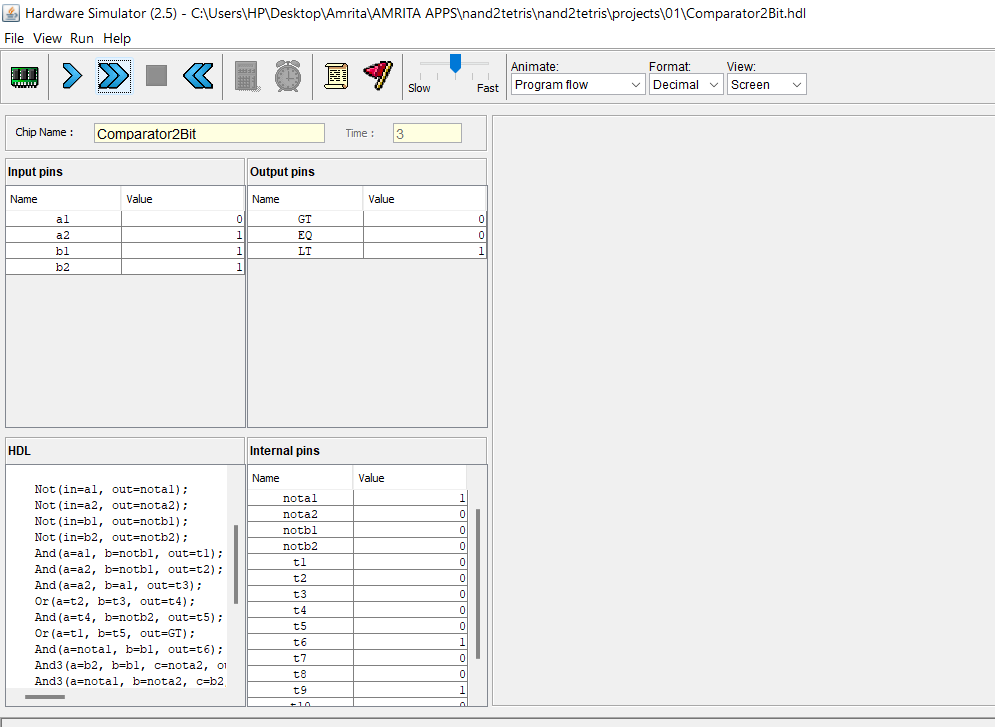 Hardware Simulator (2.5) - C:\Users\HP\Desktop\Amrita\AMRITA APPS\nand2tetris\nand2tetris\projects\01\Comparator2Bit.hdl
File View Run Help
Slow Fast
Animate: Format: View:
Program flow Decimal Screen
Chip Name : Comparator2Bit Time : 3
Input pins Output pins
Name Value Name Value
a1 0 GT 0
a2 1 EQ 0
b1 1 LT 1
b2 1
HDL Internal pins
Name Value
Not(in=a1, out=nota1); nota1 1
Not(in=a2, out=nota2); nota2 0
Not(in=b1, out=notb1); notb1 0
Not(in=b2, out=notb2); notb2 0
And(a=a1, b=notb1, out=t1); t1 0
And(a=a2, b=notb1, out=t2); t2 0
And(a=a2, b=a1, out=t3); t3 0
Or(a=t2, b=t3, out=t4); t4 0
And(a=t4, b=notb2, out=t5); t5 0
Or(a=t1, b=t5, out=GT); t6 1
And(a=nota1, b=b1, out=t6); t7 0
And3(a=b2, b=b1, c=nota2, t8 0
And3(a=nota1, b=nota2, c=b2 t9 1
t10 0